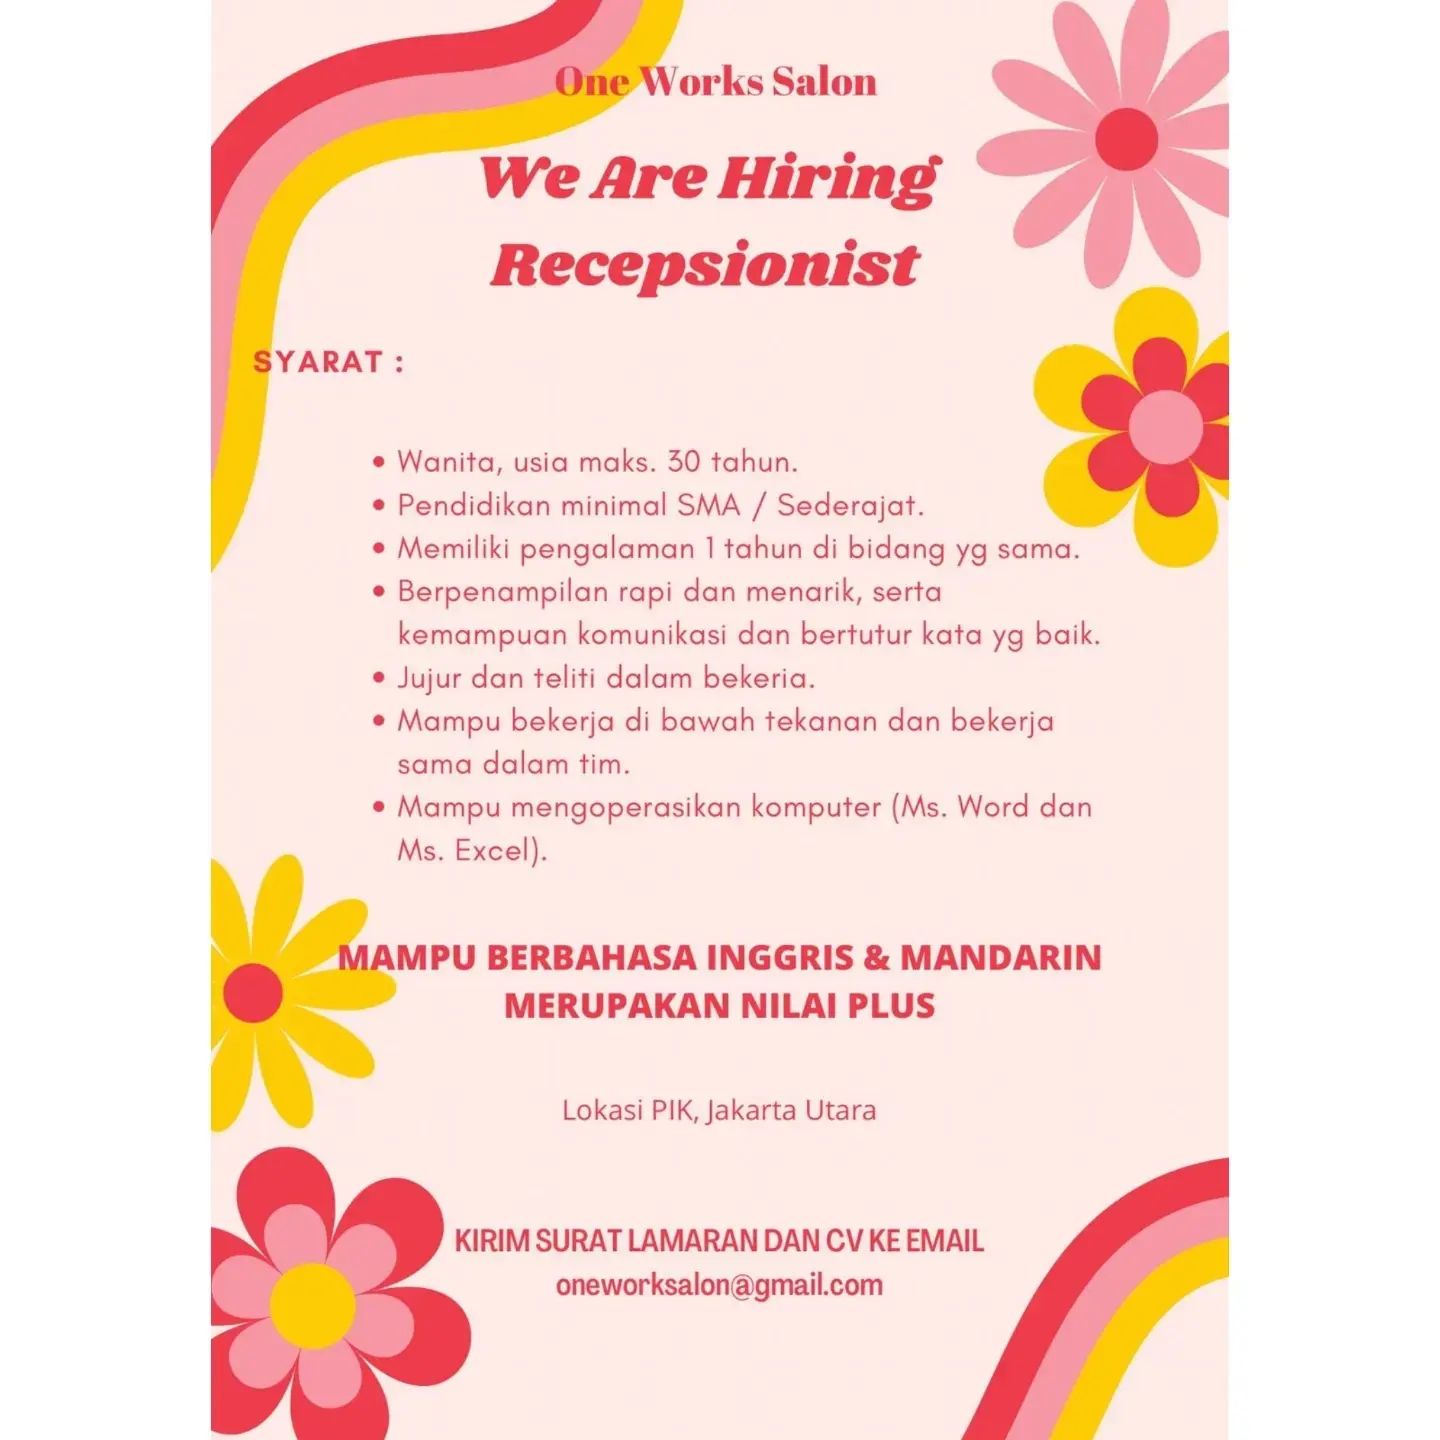 One Works Salon
We Are Hiring
Recepsionist
SYARAT :
• Wanita, usia maks. 30 tahun.
• Pendidikan minimal SMA / Sederajat.
• Memiliki pengalaman 1 tahun di bidang yg sama.
• Berpenampilan rapi dan menarik, serta
kemampuan komunikasi dan bertutur kata yg baik.
• Jujur dan teliti dalam bekeria.
• Mampu bekerja di bawah tekanan dan bekerja
sama dalam tim.
• Mampu mengoperasikan komputer (Ms. Word dan
Ms. Excel).
MAMPU BERBAHASA INGGRIS & MANDARIN
MERUPAKAN NILAI PLUS
Lokasi PIK, Jakarta Utara
KIRIM SURAT LAMARAN DAN CV KE EMAIL
oneworksalon@gmail.com